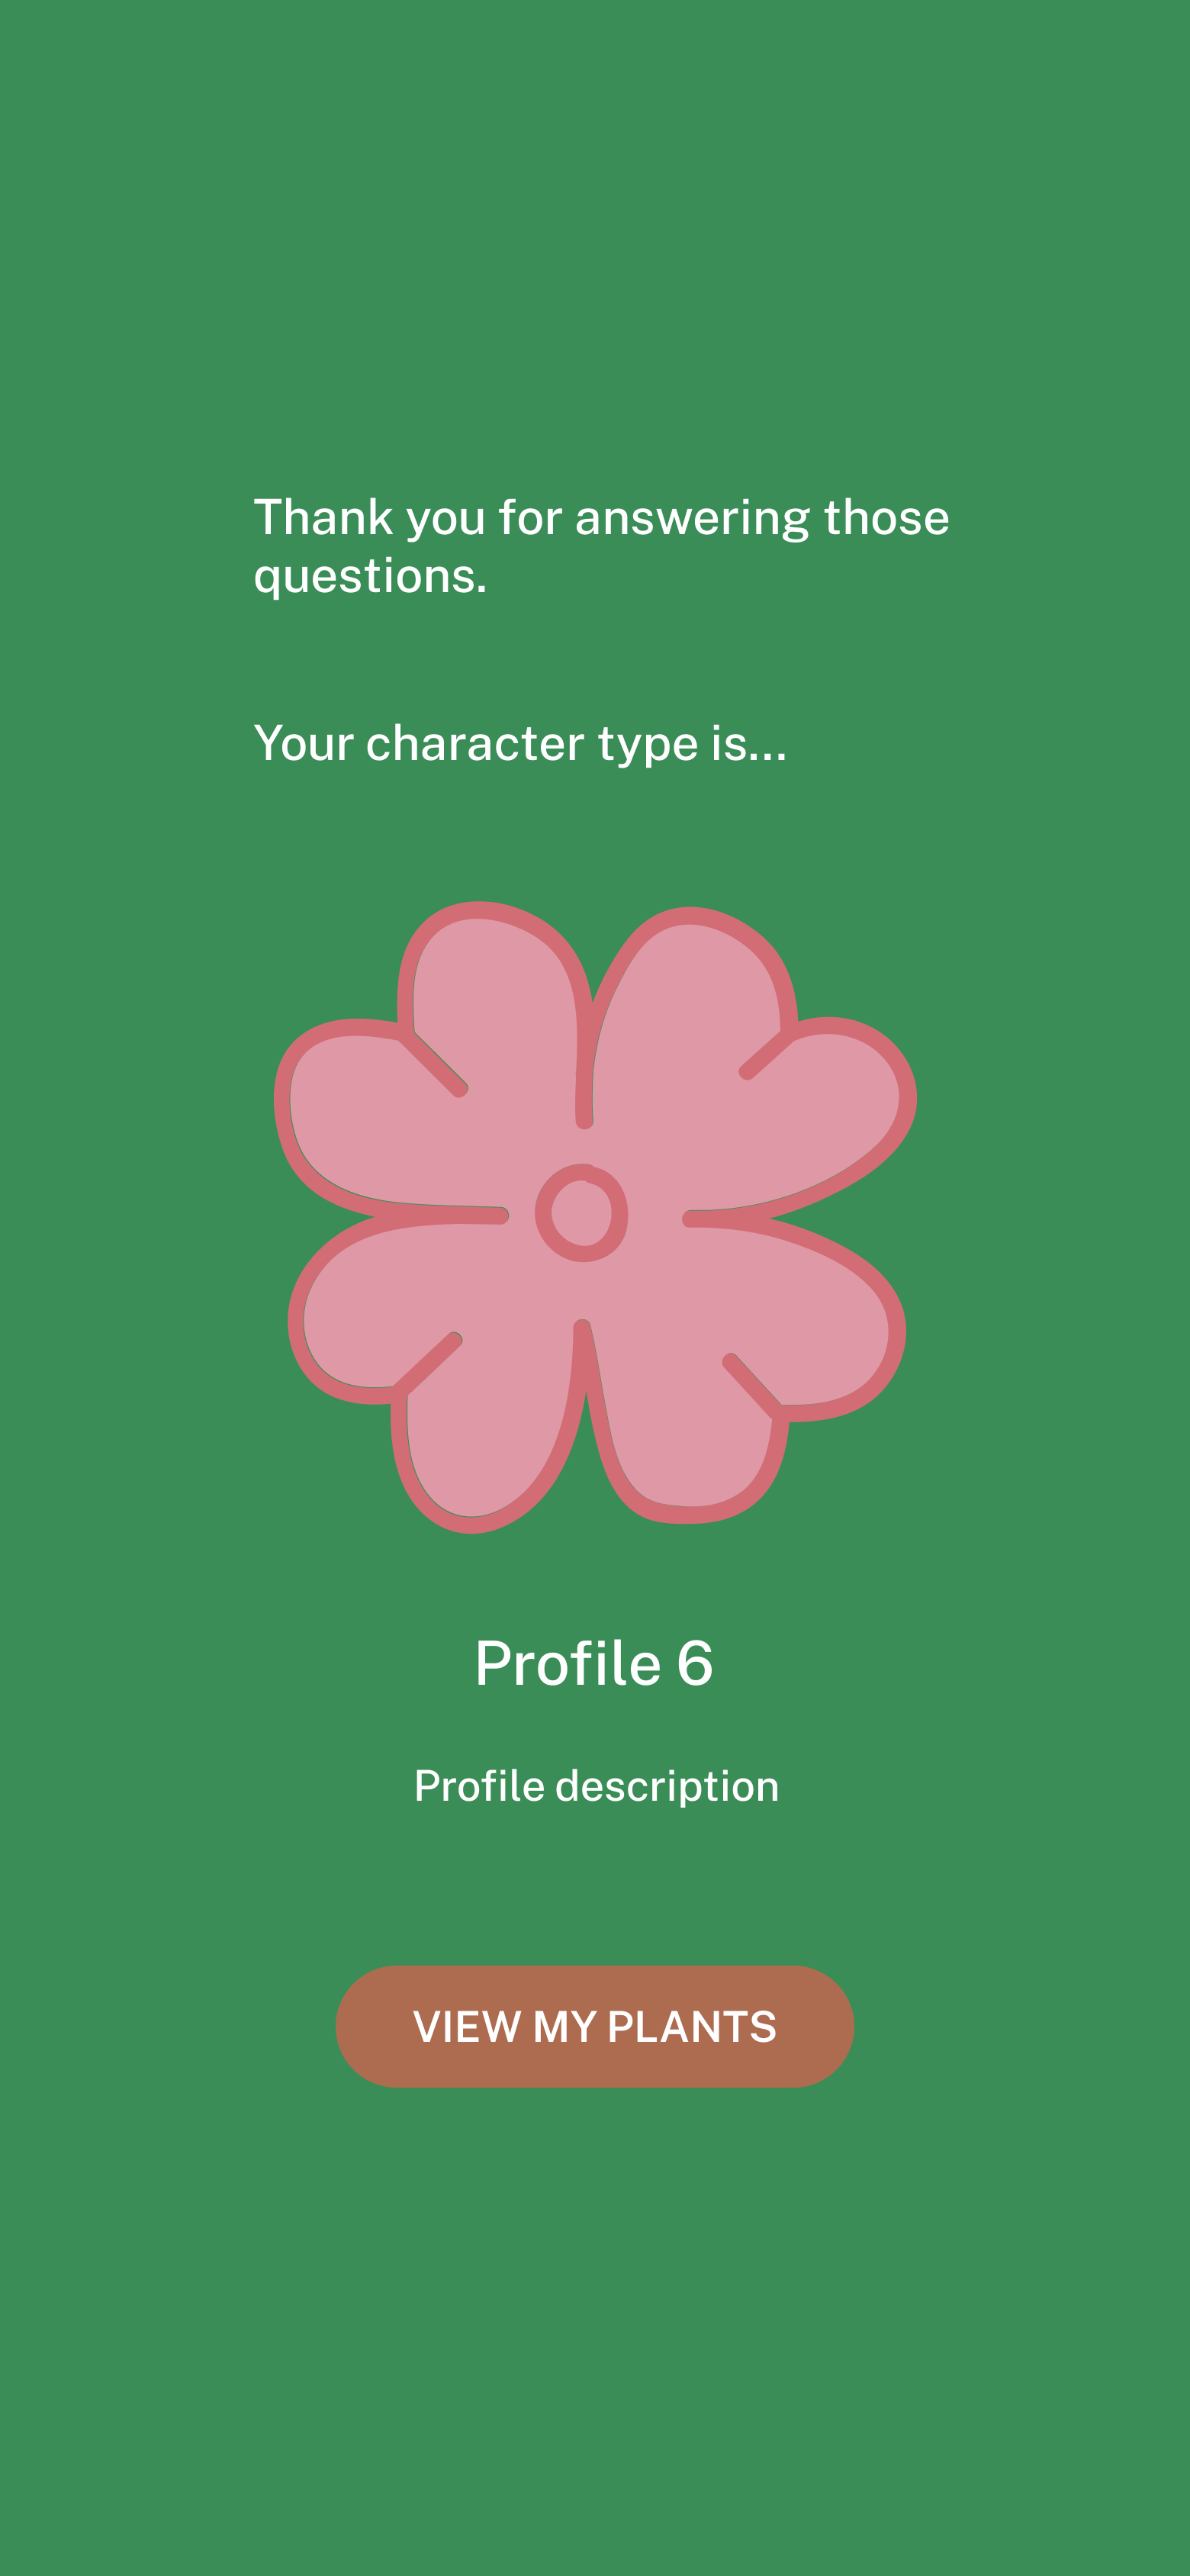 Thank you for answering those
questions.
Your character type is...
Profile 6
Profile description
VIEW MY PLANTS